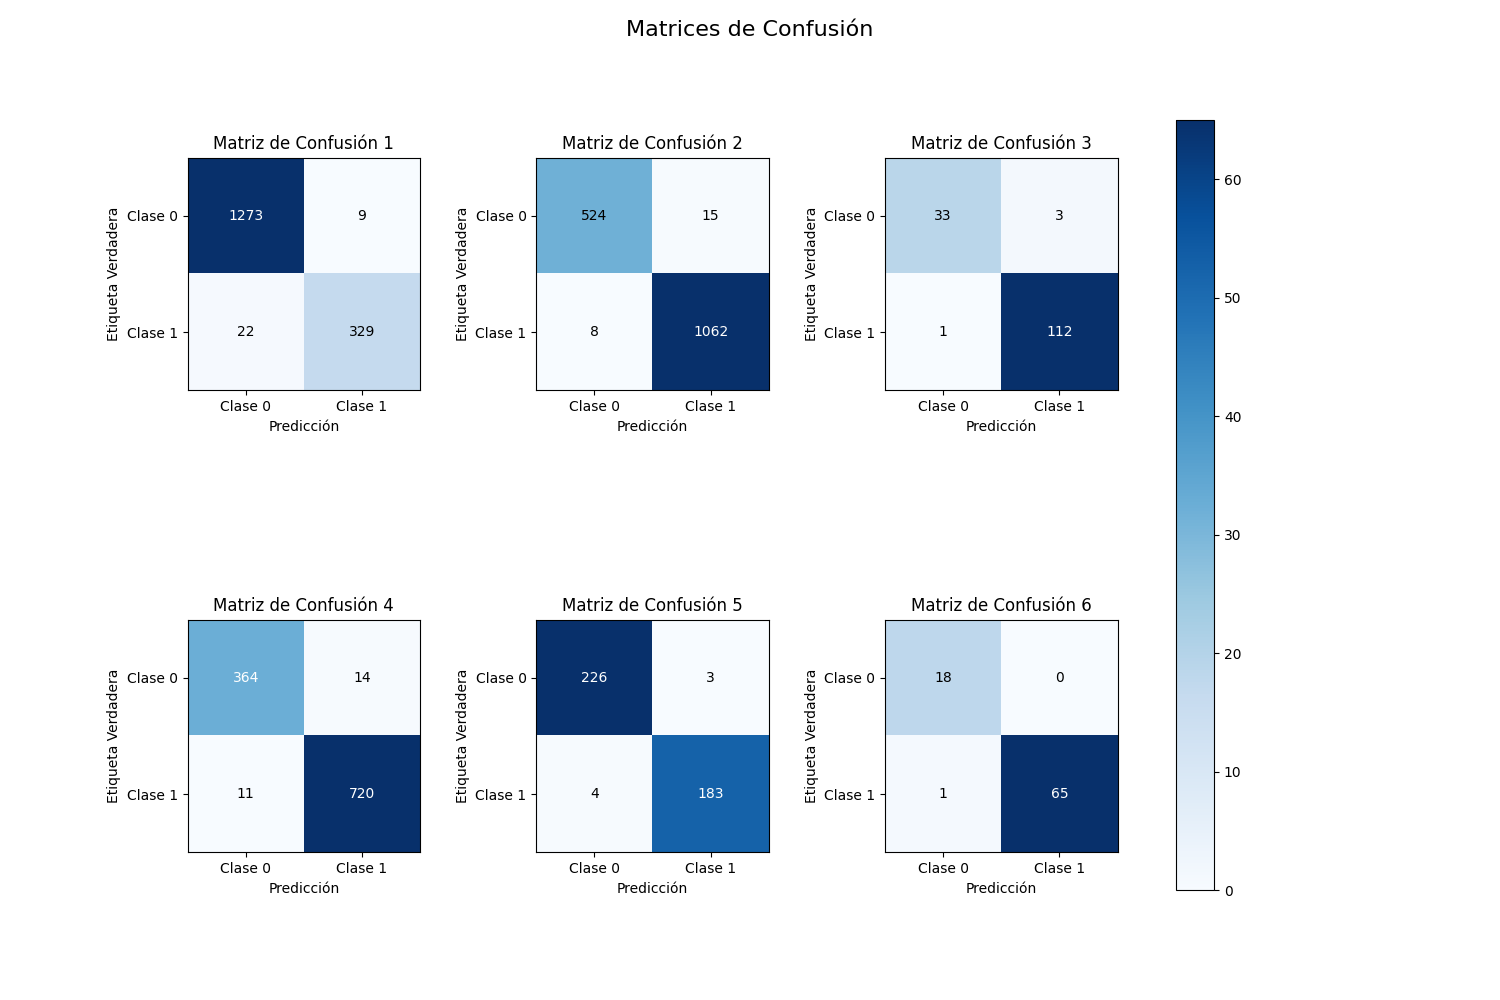 Matrices de Confusión
Matriz de Confusión 1
Etiqueta Verdadera
Clase 0
1273 9
Clase 1
22 329
Clase 0 Clase 1
Predicción
Matriz de Confusión 2
Etiqueta Verdadera
Clase 0
524 15
Clase 1
8 1062
Clase 0 Clase 1
Predicción
Matriz de Confusión 3
Etiqueta Verdadera
Clase 0
33 3
Clase 1
1 112
Clase 0 Clase 1
Predicción
Matriz de Confusión 4
Etiqueta Verdadera
Clase 0
364 14
Clase 1
11 720
Clase 0 Clase 1
Predicción
Matriz de Confusión 5
Etiqueta Verdadera
Clase 0
226 3
Clase 1
4 183
Clase 0 Clase 1
Predicción
Matriz de Confusión 6
Etiqueta Verdadera
Clase 0
18 0
Clase 1
1 65
Clase 0 Clase 1
Predicción
60
50
40
30
20
10
0